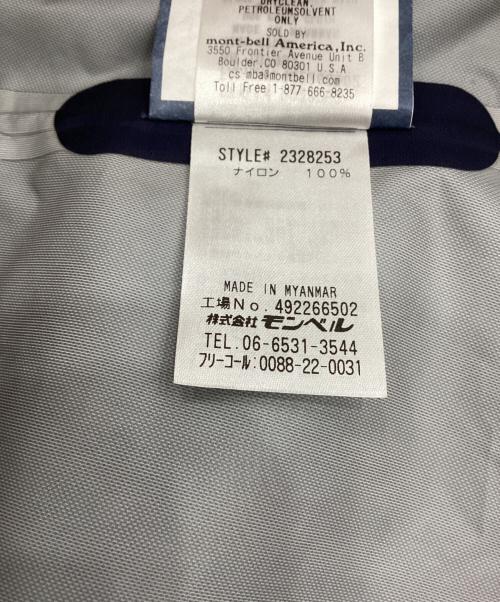 DRYCLEAN,
PETROLEUMSOLVENT
ONLY
SOLD BY
mont-bell America, Inc.
3550 Frontier Avenue Unit B
Boulder, CO 80301 U S A
cs_mba@montbell.com
Toll Free 1-877-666-8235
STYLE# 2328253
ナイロン 100%
MADE IN MYANMAR
工場No. 492266502
株式会社 モンベル
TEL. 06-6531-3544
フリーコール:0088-22-0031